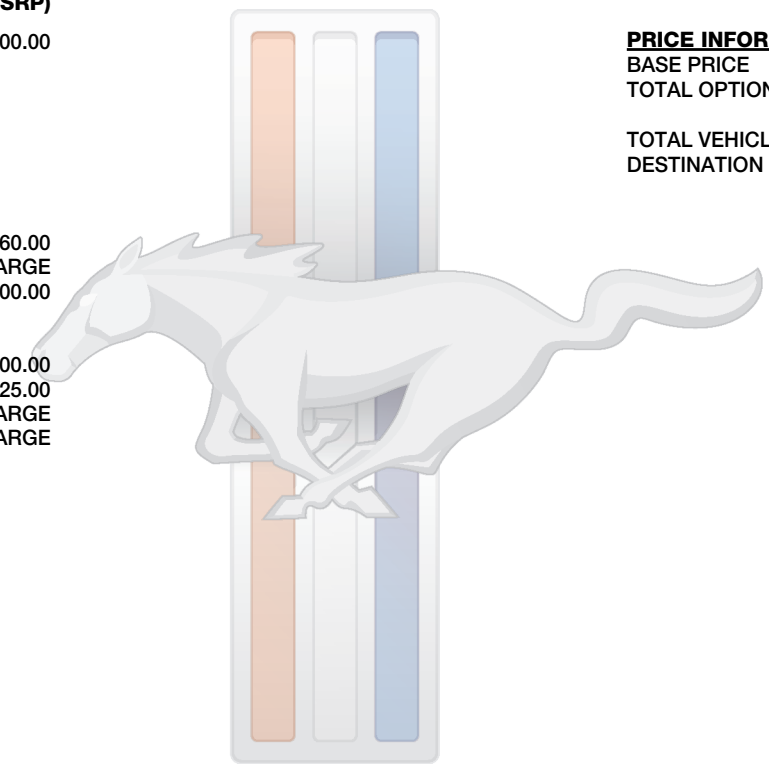 SRP)
00.00
60.00
ARGE
00.00
00.00
25.00
ARGE
ARGE
PRICE INFOR
BASE PRICE
TOTAL OPTION
TOTAL VEHICL
DESTINATION